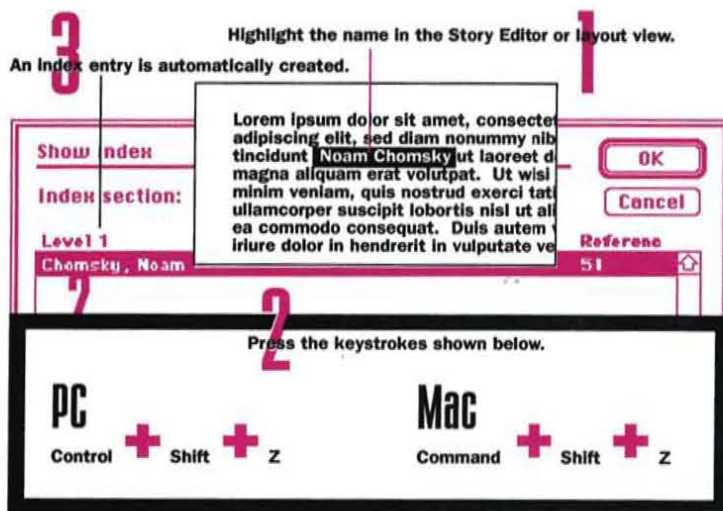 3
Highlight the name in the Story Editor or layout view.
1
An index entry is automatically created.
Lorem ipsum dolor sit amet, consectet
adipiscing elit, sed diam nonummy nib
tincidunt Noam Chomsky ut laoreet d
magna aliquam erat volutpat. Ut wisi
minim veniam, quis nostrud exerci tati
ullamcorper suscipit lobortis nisl ut ali
ea commodo consequat. Duis autem v
iriure dolor in hendrerit in vulputate ve
Show index
OK
Index section:
Cancel
Level 1
Referenc
Chomsky, Noam
51
2
Press the keystrokes shown below.
PC
Control + Shift + Z
Mac
Command + Shift + Z